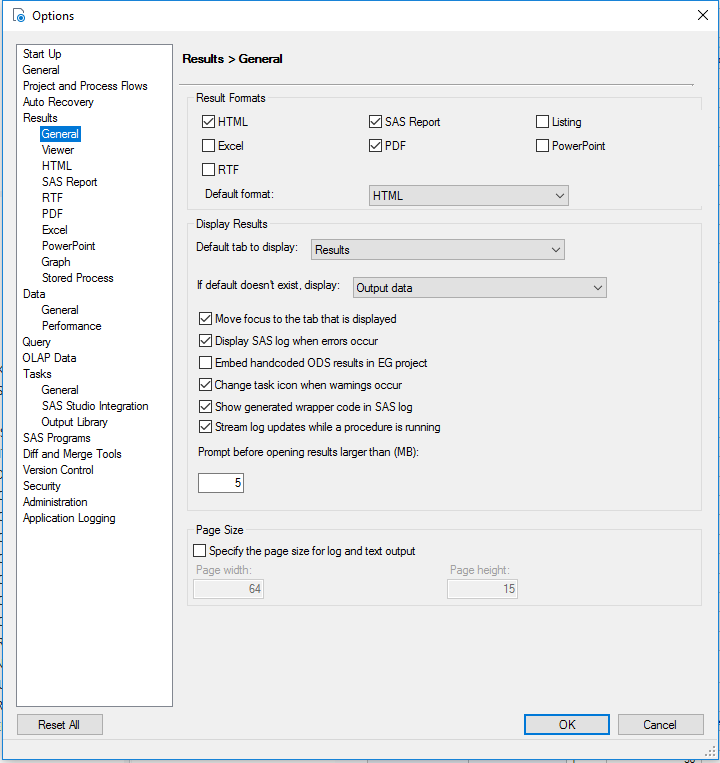 Options
Start Up
General
Project and Process Flows
Auto Recovery
Results
General
Viewer
HTML
SAS Report
RTF
PDF
Excel
PowerPoint
Graph
Stored Process
Data
General
Performance
Query
OLAP Data
Tasks
General
SAS Studio Integration
Output Library
SAS Programs
Diff and Merge Tools
Version Control
Security
Administration
Application Logging
Results > General
Result Formats
HTML SAS Report Listing
Excel PDF PowerPoint
RTF
Default format: HTML
Display Results
Default tab to display: Results
If default doesn't exist, display: Output data
Move focus to the tab that is displayed
Display SAS log when errors occur
Embed handcoded ODS results in EG project
Change task icon when warnings occur
Show generated wrapper code in SAS log
Stream log updates while a procedure is running
Prompt before opening results larger than (MB):
5
Page Size
Specify the page size for log and text output
Page width: Page height:
64 15
Reset All OK Cancel